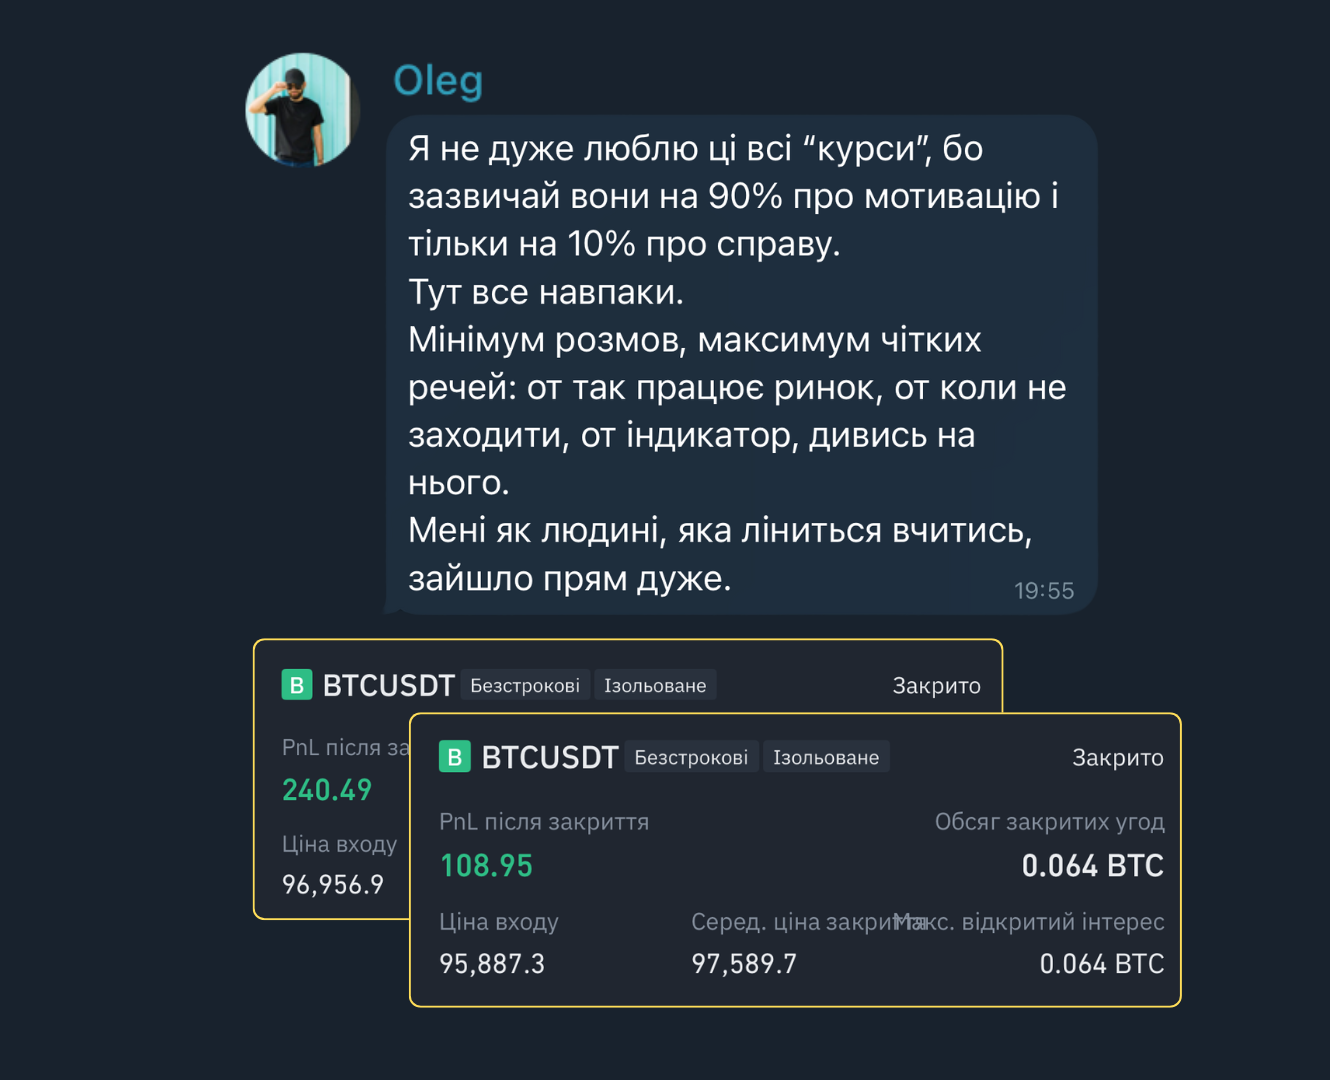 Oleg
Я не дуже люблю ці всі “курси”, бо
зазвичай вони на 90% про мотивацію і
тільки на 10% про справу.
Тут все навпаки.
Мінімум розмов, максимум чітких
речей: от так працює ринок, от коли не
заходити, от індикатор, дивись на
нього.
Мені як людині, яка ліниться вчитись,
зайшло прям дуже.
19:55
B BTCUSDT Безстрокові Ізольоване Закрито
PnL після за
240.49
Ціна входу
96,956.9
B BTCUSDT Безстрокові Ізольоване Закрито
PnL після закриття Обсяг закритих угод
108.95 0.064 BTC
Ціна входу Серед. ціна закриття Макс. відкритий інтерес
95,887.3 97,589.7 0.064 BTC